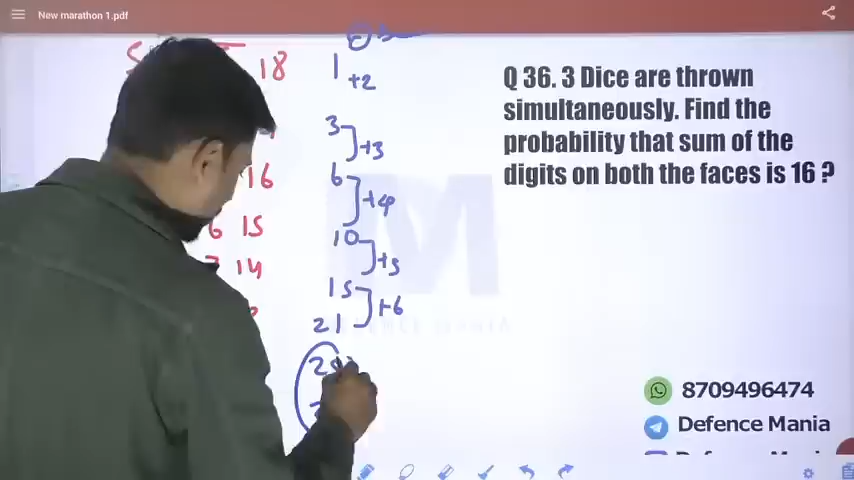 New marathon 1.pdf
18 1
+2
3
+3
16 6
+4
6 15 10
+5
14 15
+6
21
Q 36. 3 Dice are thrown
simultaneously. Find the
probability that sum of the
digits on both the faces is 16 ?
8709496474
Defence Mania